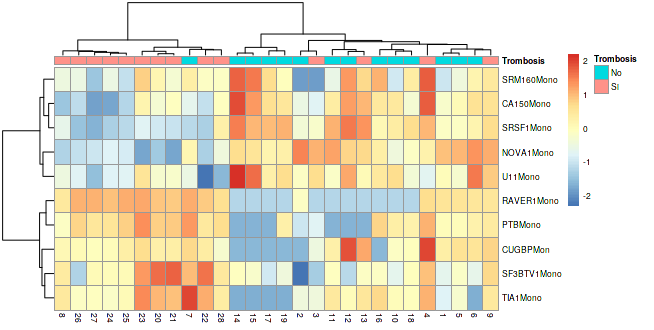 Trombosis
SRM160Mono
CA150Mono
SRSF1Mono
NOVA1Mono
U11Mono
RAVER1Mono
PTBMono
CUGBPMon
SF3BTV1Mono
TIA1Mono
8 26 27 24 25 23 20 21 7 22 28 14 15 17 19 2 3 11 12 13 16 10 18 4 1 5 6 9
2
1
0
-1
-2
Trombosis
No
SI